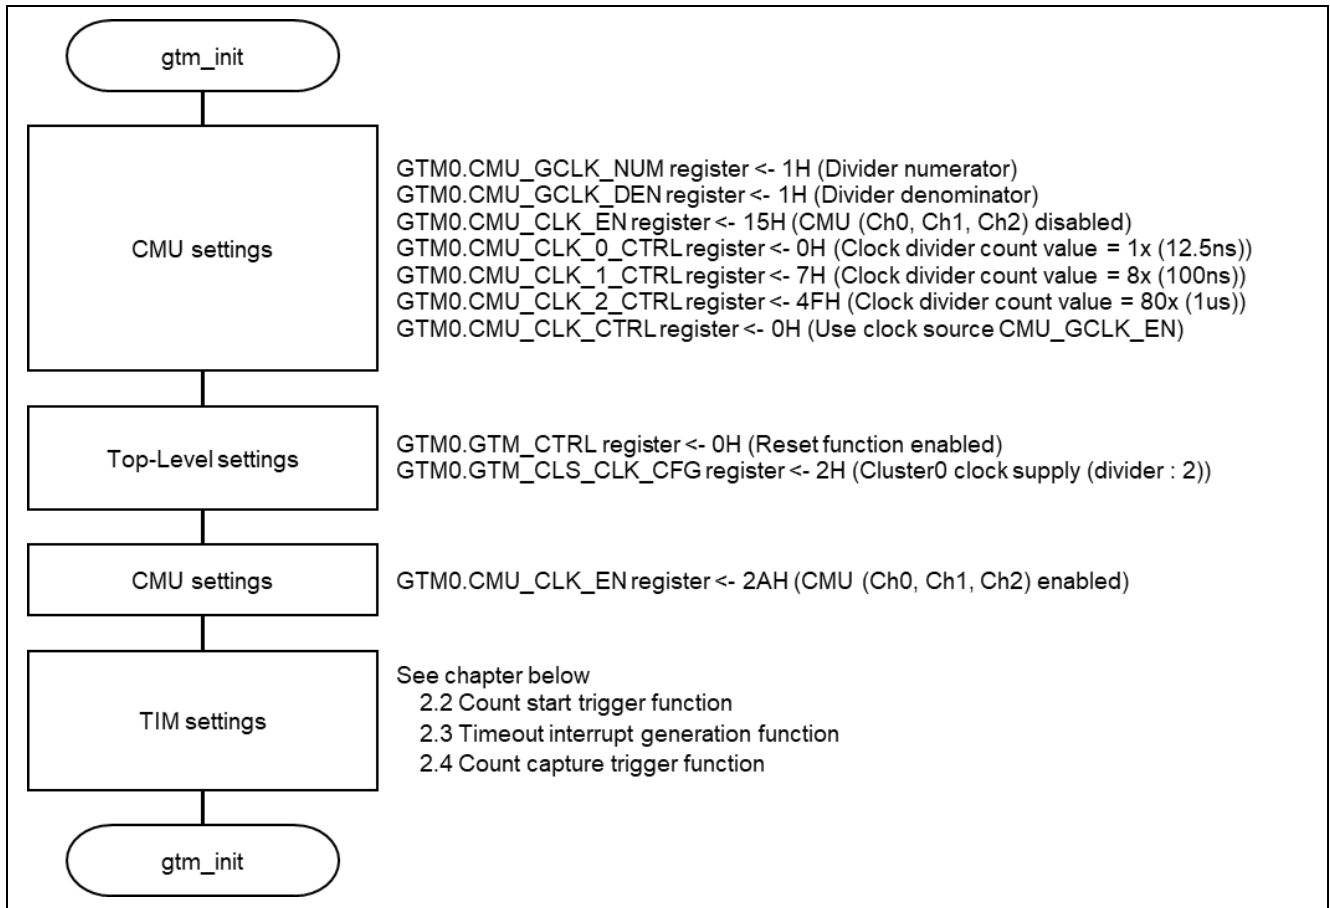 gtm_init
CMU settings
GTM0.CMU_GCLK_NUM register <- 1H (Divider numerator)
GTM0.CMU_GCLK_DEN register <- 1H (Divider denominator)
GTM0.CMU_CLK_EN register <- 15H (CMU (Ch0, Ch1, Ch2) disabled)
GTM0.CMU_CLK_0_CTRL register <- 0H (Clock divider count value = 1x (12.5ns))
GTM0.CMU_CLK_1_CTRL register <- 7H (Clock divider count value = 8x (100ns))
GTM0.CMU_CLK_2_CTRL register <- 4FH (Clock divider count value = 80x (1us))
GTM0.CMU_CLK_CTRL register <- 0H (Use clock source CMU_GCLK_EN)
Top-Level settings
GTM0.GTM_CTRL register <- 0H (Reset function enabled)
GTM0.GTM_CLS_CLK_CFG register <- 2H (Cluster0 clock supply (divider : 2))
CMU settings
GTM0.CMU_CLK_EN register <- 2AH (CMU (Ch0, Ch1, Ch2) enabled)
TIM settings
See chapter below
2.2 Count start trigger function
2.3 Timeout interrupt generation function
2.4 Count capture trigger function
gtm_init